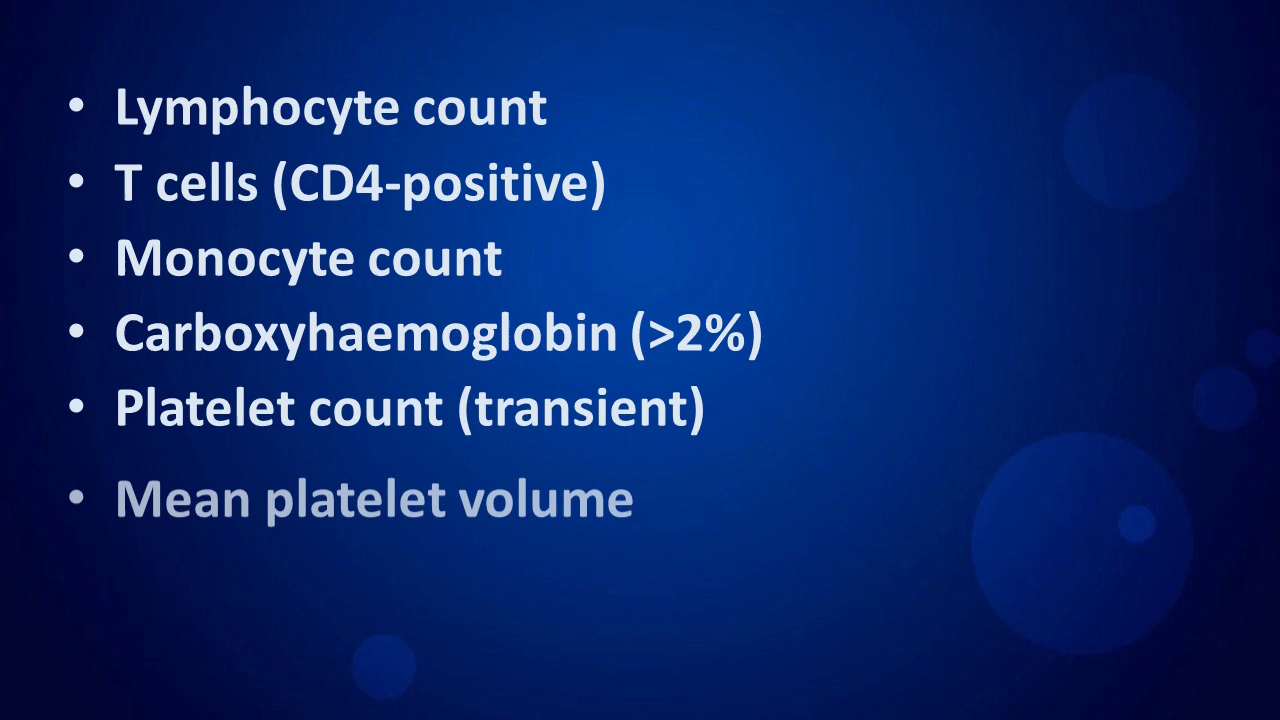 • Lymphocyte count
• T cells (CD4-positive)
• Monocyte count
• Carboxyhaemoglobin (>2%)
• Platelet count (transient)
• Mean platelet volume